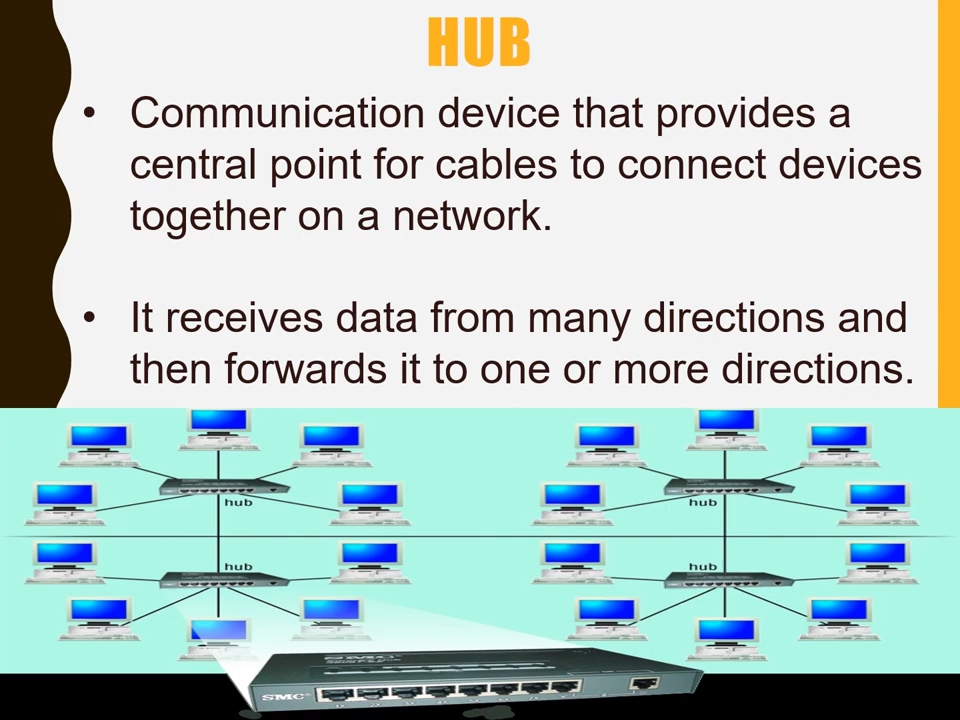 HUB
• Communication device that provides a
central point for cables to connect devices
together on a network.
• It receives data from many directions and
then forwards it to one or more directions.
hub
hub
hub
hub
SMC